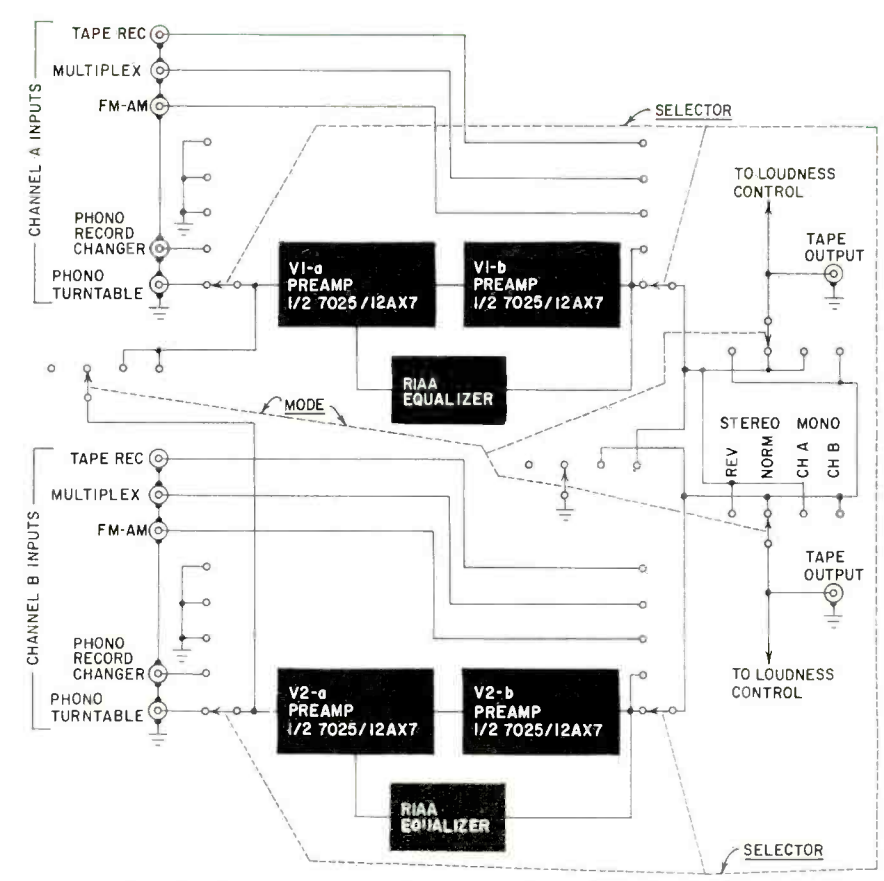 TAPE REC
MULTIPLEX
FM-AM
CHANNEL A INPUTS
PHONO
RECORD
CHANGER
PHONO
TURNTABLE
SELECTOR
TO LOUDNESS
CONTROL
TAPE
OUTPUT
V1-a
PREAMP
1/2 7025/12AX7
V1-b
PREAMP
1/2 7025/12AX7
RIAA
EQUALIZER
MODE
STEREO MONO
REV
NORM
CH A
CH B
TAPE REC
MULTIPLEX
FM-AM
CHANNEL B INPUTS
PHONO
RECORD
CHANGER
PHONO
TURNTABLE
TAPE
OUTPUT
TO LOUDNESS
CONTROL
V2-a
PREAMP
1/2 7025/12AX7
V2-b
PREAMP
1/2 7025/12AX7
RIAA
EQUALIZER
SELECTOR